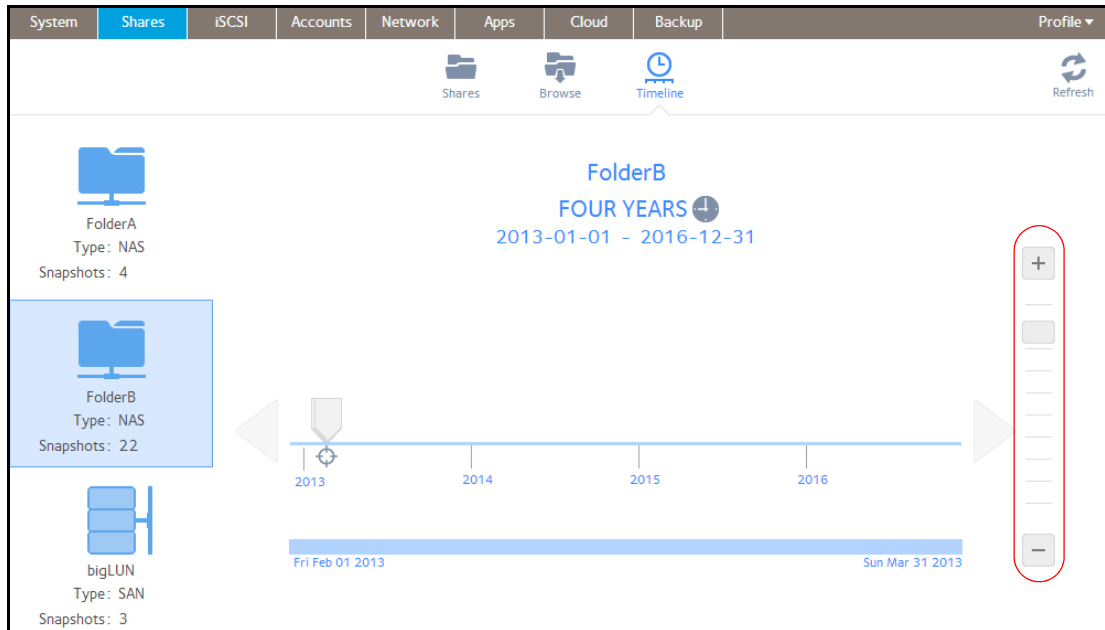 System Shares iSCSI Accounts Network Apps Cloud Backup Profile ▾
Shares Browse Timeline Refresh
FolderA
Type: NAS
Snapshots: 4
FolderB
Type: NAS
Snapshots: 22
bigLUN
Type: SAN
Snapshots: 3
FolderB
FOUR YEARS
2013-01-01 - 2016-12-31
2013 2014 2015 2016
Fri Feb 01 2013 Sun Mar 31 2013
+
−